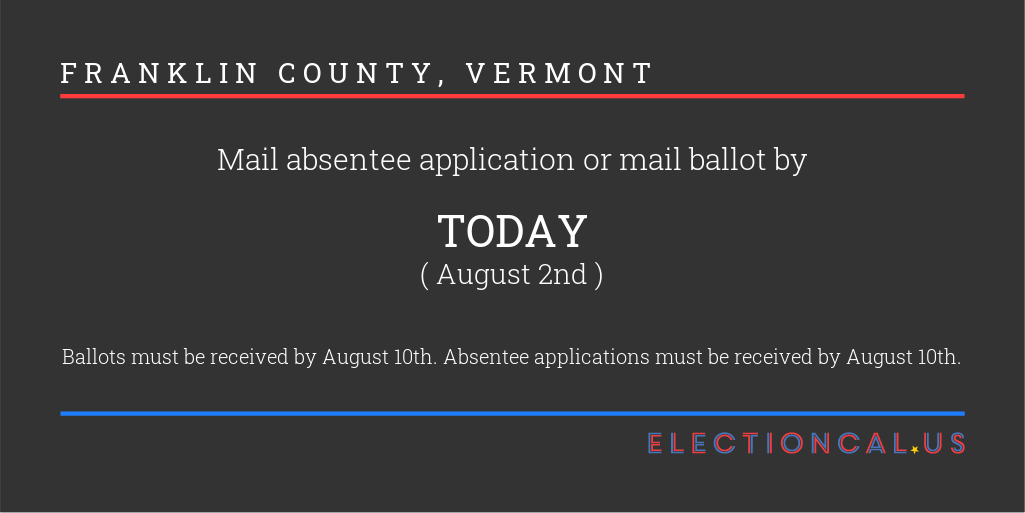 FRANKLIN COUNTY, VERMONT
Mail absentee application or mail ballot by
TODAY
( August 2nd )
Ballots must be received by August 10th. Absentee applications must be received by August 10th.
ELECTIONCAL.US